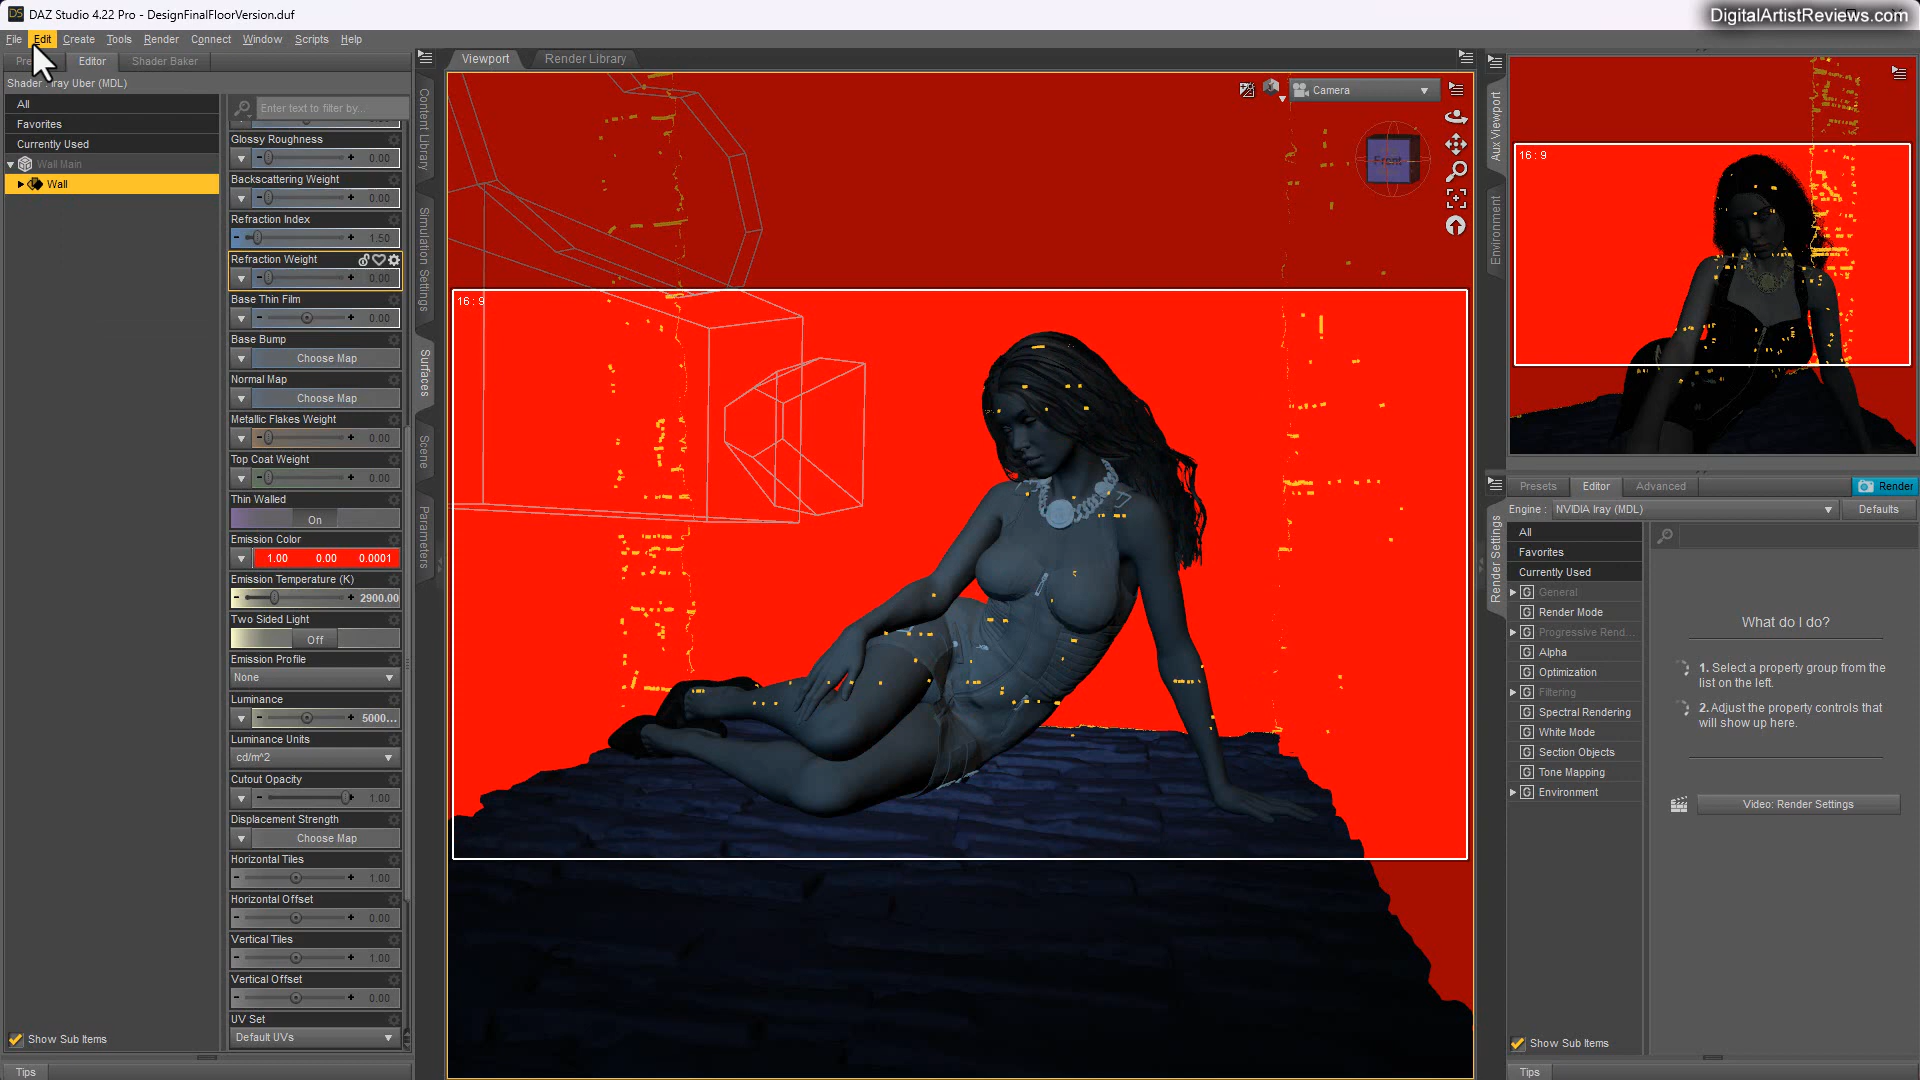 DAZ Studio 4.22 Pro - DesignFinalFloorVersion.duf
DigitalArtistReviews.com
File Edit Create Tools Render Connect Window Scripts Help
Editor Shader Baker
Viewport Render Library
All
Favorites
Currently Used
Wall Main
Wall
Show Sub Items
Tips
Enter text to filter by...
Glossy Roughness
0.00
Backscattering Weight
0.00
Refraction Index
1.50
Refraction Weight
0.00
Base Thin Film
0.00
Base Bump
Choose Map
Normal Map
Choose Map
Metallic Flakes Weight
0.00
Top Coat Weight
0.00
Thin Walled
On
Emission Color
1.00 0.00 0.0001
Emission Temperature (K)
2900.00
Two Sided Light
Off
Emission Profile
None
Luminance
5000...
Luminance Units
cd/m^2
Cutout Opacity
1.00
Displacement Strength
Choose Map
Horizontal Tiles
1.00
Horizontal Offset
0.00
Vertical Tiles
1.00
Vertical Offset
0.00
UV Set
Default UVs
Content Library
Simulation Settings
Surfaces
Scene
Parameters
Camera
Front
16 : 9
Aux Viewport
Environment
Render Settings
16 : 9
Presets Editor Advanced Render
Engine : NVIDIA Iray (MDL) Defaults
All
Favorites
Currently Used
General
Render Mode
Progressive Rend...
Alpha
Optimization
Filtering
Spectral Rendering
White Mode
Section Objects
Tone Mapping
Environment
What do I do?
1. Select a property group from the
list on the left.
2. Adjust the property controls that
will show up here.
Video: Render Settings
Show Sub Items
Tips